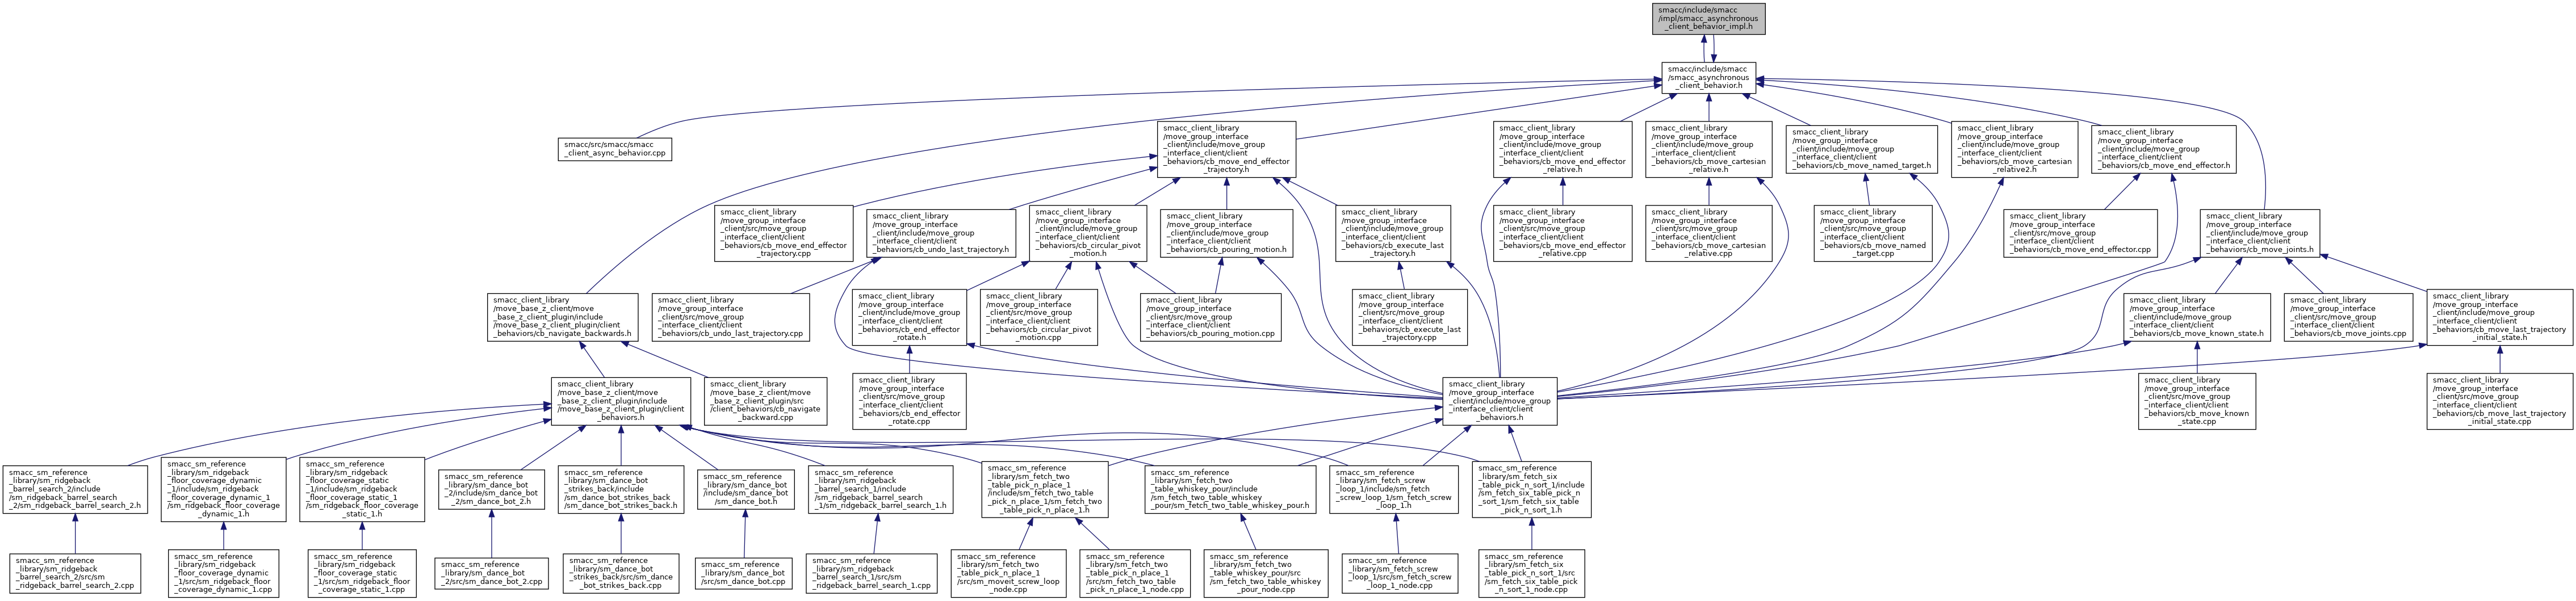 smacc/include/smacc
/impl/smacc_asynchronous
_client_behavior_impl.h
smacc/include/smacc
/smacc_asynchronous
_client_behavior.h
smacc/src/smacc/smacc
_client_async_behavior.cpp
smacc_client_library
/move_group_interface
_client/include/move_group
_interface_client/client
_behaviors/cb_move_end_effector
_trajectory.h
smacc_client_library
/move_group_interface
_client/include/move_group
_interface_client/client
_behaviors/cb_move_end_effector
_relative.h
smacc_client_library
/move_group_interface
_client/include/move_group
_interface_client/client
_behaviors/cb_move_cartesian
_relative.h
smacc_client_library
/move_group_interface
_client/include/move_group
_interface_client/client
_behaviors/cb_move_named_target.h
smacc_client_library
/move_group_interface
_client/include/move_group
_interface_client/client
_behaviors/cb_move_cartesian
_relative2.h
smacc_client_library
/move_group_interface
_client/include/move_group
_interface_client/client
_behaviors/cb_move_end_effector.h
smacc_client_library
/move_group_interface
_client/src/move_group
_interface_client/client
_behaviors/cb_move_end_effector
_trajectory.cpp
smacc_client_library
/move_group_interface
_client/include/move_group
_interface_client/client
_behaviors/cb_undo_last_trajectory.h
smacc_client_library
/move_group_interface
_client/include/move_group
_interface_client/client
_behaviors/cb_circular_pivot
_motion.h
smacc_client_library
/move_group_interface
_client/include/move_group
_interface_client/client
_behaviors/cb_pouring_motion.h
smacc_client_library
/move_group_interface
_client/include/move_group
_interface_client/client
_behaviors/cb_execute_last
_trajectory.h
smacc_client_library
/move_group_interface
_client/src/move_group
_interface_client/client
_behaviors/cb_move_end_effector
_relative.cpp
smacc_client_library
/move_group_interface
_client/src/move_group
_interface_client/client
_behaviors/cb_move_cartesian
_relative.cpp
smacc_client_library
/move_group_interface
_client/src/move_group
_interface_client/client
_behaviors/cb_move_named
_target.cpp
smacc_client_library
/move_group_interface
_client/src/move_group
_interface_client/client
_behaviors/cb_move_end_effector.cpp
smacc_client_library
/move_group_interface
_client/include/move_group
_interface_client/client
_behaviors/cb_move_joints.h
smacc_client_library
/move_base_z_client/move
_base_z_client_plugin/include
/move_base_z_client_plugin/client
_behaviors/cb_navigate_backwards.h
smacc_client_library
/move_group_interface
_client/src/move_group
_interface_client/client
_behaviors/cb_undo_last_trajectory.cpp
smacc_client_library
/move_group_interface
_client/include/move_group
_interface_client/client
_behaviors/cb_end_effector
_rotate.h
smacc_client_library
/move_group_interface
_client/src/move_group
_interface_client/client
_behaviors/cb_circular_pivot
_motion.cpp
smacc_client_library
/move_group_interface
_client/src/move_group
_interface_client/client
_behaviors/cb_pouring_motion.cpp
smacc_client_library
/move_group_interface
_client/src/move_group
_interface_client/client
_behaviors/cb_execute_last
_trajectory.cpp
smacc_client_library
/move_group_interface
_client/include/move_group
_interface_client/client
_behaviors/cb_move_known_state.h
smacc_client_library
/move_group_interface
_client/src/move_group
_interface_client/client
_behaviors/cb_move_joints.cpp
smacc_client_library
/move_group_interface
_client/include/move_group
_interface_client/client
_behaviors/cb_move_last_trajectory
_initial_state.h
smacc_client_library
/move_base_z_client/move
_base_z_client_plugin/include
/move_base_z_client_plugin/client
_behaviors.h
smacc_client_library
/move_base_z_client/move
_base_z_client_plugin/src
/client_behaviors/cb_navigate
_backward.cpp
smacc_client_library
/move_group_interface
_client/src/move_group
_interface_client/client
_behaviors/cb_end_effector
_rotate.cpp
smacc_client_library
/move_group_interface
_client/include/move_group
_interface_client/client
_behaviors.h
smacc_client_library
/move_group_interface
_client/src/move_group
_interface_client/client
_behaviors/cb_move_known
_state.cpp
smacc_client_library
/move_group_interface
_client/src/move_group
_interface_client/client
_behaviors/cb_move_last_trajectory
_initial_state.cpp
smacc_sm_reference
_library/sm_ridgeback
_barrel_search_2/include
/sm_ridgeback_barrel_search
_2/sm_ridgeback_barrel_search_2.h
smacc_sm_reference
_library/sm_ridgeback
_floor_coverage_dynamic
_1/include/sm_ridgeback
_floor_coverage_dynamic_1
/sm_ridgeback_floor_coverage
_dynamic_1.h
smacc_sm_reference
_library/sm_ridgeback
_floor_coverage_static
_1/include/sm_ridgeback
_floor_coverage_static_1
/sm_ridgeback_floor_coverage
_static_1.h
smacc_sm_reference
_library/sm_dance_bot
_2/include/sm_dance_bot
_2/sm_dance_bot_2.h
smacc_sm_reference
_library/sm_dance_bot
_strikes_back/include
/sm_dance_bot_strikes_back
/sm_dance_bot_strikes_back.h
smacc_sm_reference
_library/sm_dance_bot
/include/sm_dance_bot
/sm_dance_bot.h
smacc_sm_reference
_library/sm_ridgeback
_barrel_search_1/include
/sm_ridgeback_barrel_search
_1/sm_ridgeback_barrel_search_1.h
smacc_sm_reference
_library/sm_fetch_two
_table_pick_n_place_1
/include/sm_fetch_two_table
_pick_n_place_1/sm_fetch_two
_table_pick_n_place_1.h
smacc_sm_reference
_library/sm_fetch_two
_table_whiskey_pour/include
/sm_fetch_two_table_whiskey
_pour/sm_fetch_two_table_whiskey_pour.h
smacc_sm_reference
_library/sm_fetch_screw
_loop_1/include/sm_fetch
_screw_loop_1/sm_fetch_screw
_loop_1.h
smacc_sm_reference
_library/sm_fetch_six
_table_pick_n_sort_1/include
/sm_fetch_six_table_pick_n
_sort_1/sm_fetch_six_table
_pick_n_sort_1.h
smacc_sm_reference
_library/sm_ridgeback
_barrel_search_2/src/sm
_ridgeback_barrel_search_2.cpp
smacc_sm_reference
_library/sm_ridgeback
_floor_coverage_dynamic
_1/src/sm_ridgeback_floor
_coverage_dynamic_1.cpp
smacc_sm_reference
_library/sm_ridgeback
_floor_coverage_static
_1/src/sm_ridgeback_floor
_coverage_static_1.cpp
smacc_sm_reference
_library/sm_dance_bot
_2/src/sm_dance_bot_2.cpp
smacc_sm_reference
_library/sm_dance_bot
_strikes_back/src/sm_dance
_bot_strikes_back.cpp
smacc_sm_reference
_library/sm_dance_bot
/src/sm_dance_bot.cpp
smacc_sm_reference
_library/sm_ridgeback
_barrel_search_1/src/sm
_ridgeback_barrel_search_1.cpp
smacc_sm_reference
_library/sm_fetch_two
_table_pick_n_place_1
/src/src/sm_moveit_screw_loop
_node.cpp
smacc_sm_reference
_library/sm_fetch_two
_table_pick_n_place_1
/src/sm_fetch_two_table
_pick_n_place_1_node.cpp
smacc_sm_reference
_library/sm_fetch_two
_table_whiskey_pour/src
/sm_fetch_two_table_whiskey
_pour_node.cpp
smacc_sm_reference
_library/sm_fetch_screw
_loop_1/src/sm_fetch_screw
_loop_1_node.cpp
smacc_sm_reference
_library/sm_fetch_six
_table_pick_n_sort_1/src
/sm_fetch_six_table_pick
_n_sort_1_node.cpp